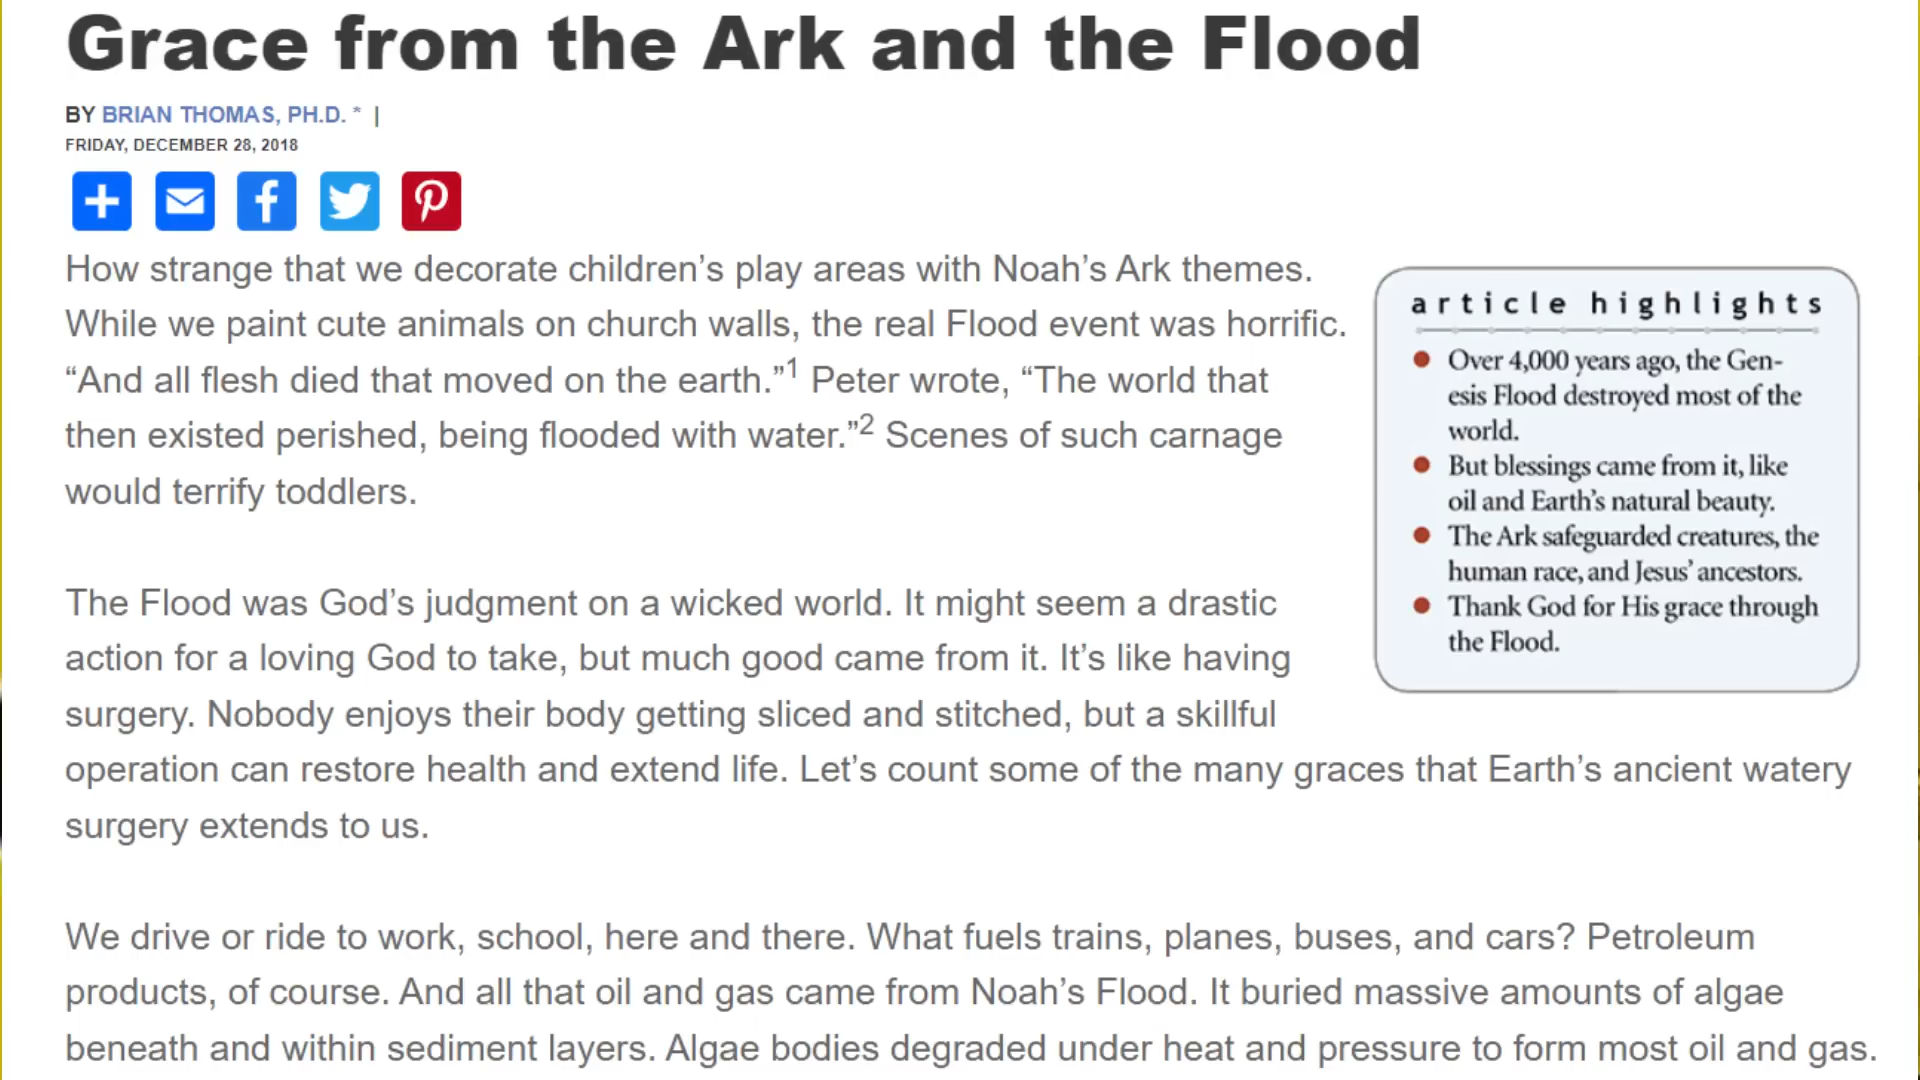 Grace from the Ark and the Flood
BY BRIAN THOMAS, PH.D. * |
FRIDAY, DECEMBER 28, 2018
How strange that we decorate children’s play areas with Noah’s Ark themes.
While we paint cute animals on church walls, the real Flood event was horrific.
“And all flesh died that moved on the earth.”1 Peter wrote, “The world that
then existed perished, being flooded with water.”2 Scenes of such carnage
would terrify toddlers.
The Flood was God’s judgment on a wicked world. It might seem a drastic
action for a loving God to take, but much good came from it. It’s like having
surgery. Nobody enjoys their body getting sliced and stitched, but a skillful
operation can restore health and extend life. Let’s count some of the many graces that Earth’s ancient watery
surgery extends to us.
We drive or ride to work, school, here and there. What fuels trains, planes, buses, and cars? Petroleum
products, of course. And all that oil and gas came from Noah’s Flood. It buried massive amounts of algae
beneath and within sediment layers. Algae bodies degraded under heat and pressure to form most oil and gas.
article highlights
Over 4,000 years ago, the Gen-
esis Flood destroyed most of the
world.
But blessings came from it, like
oil and Earth’s natural beauty.
The Ark safeguarded creatures, the
human race, and Jesus’ ancestors.
Thank God for His grace through
the Flood.